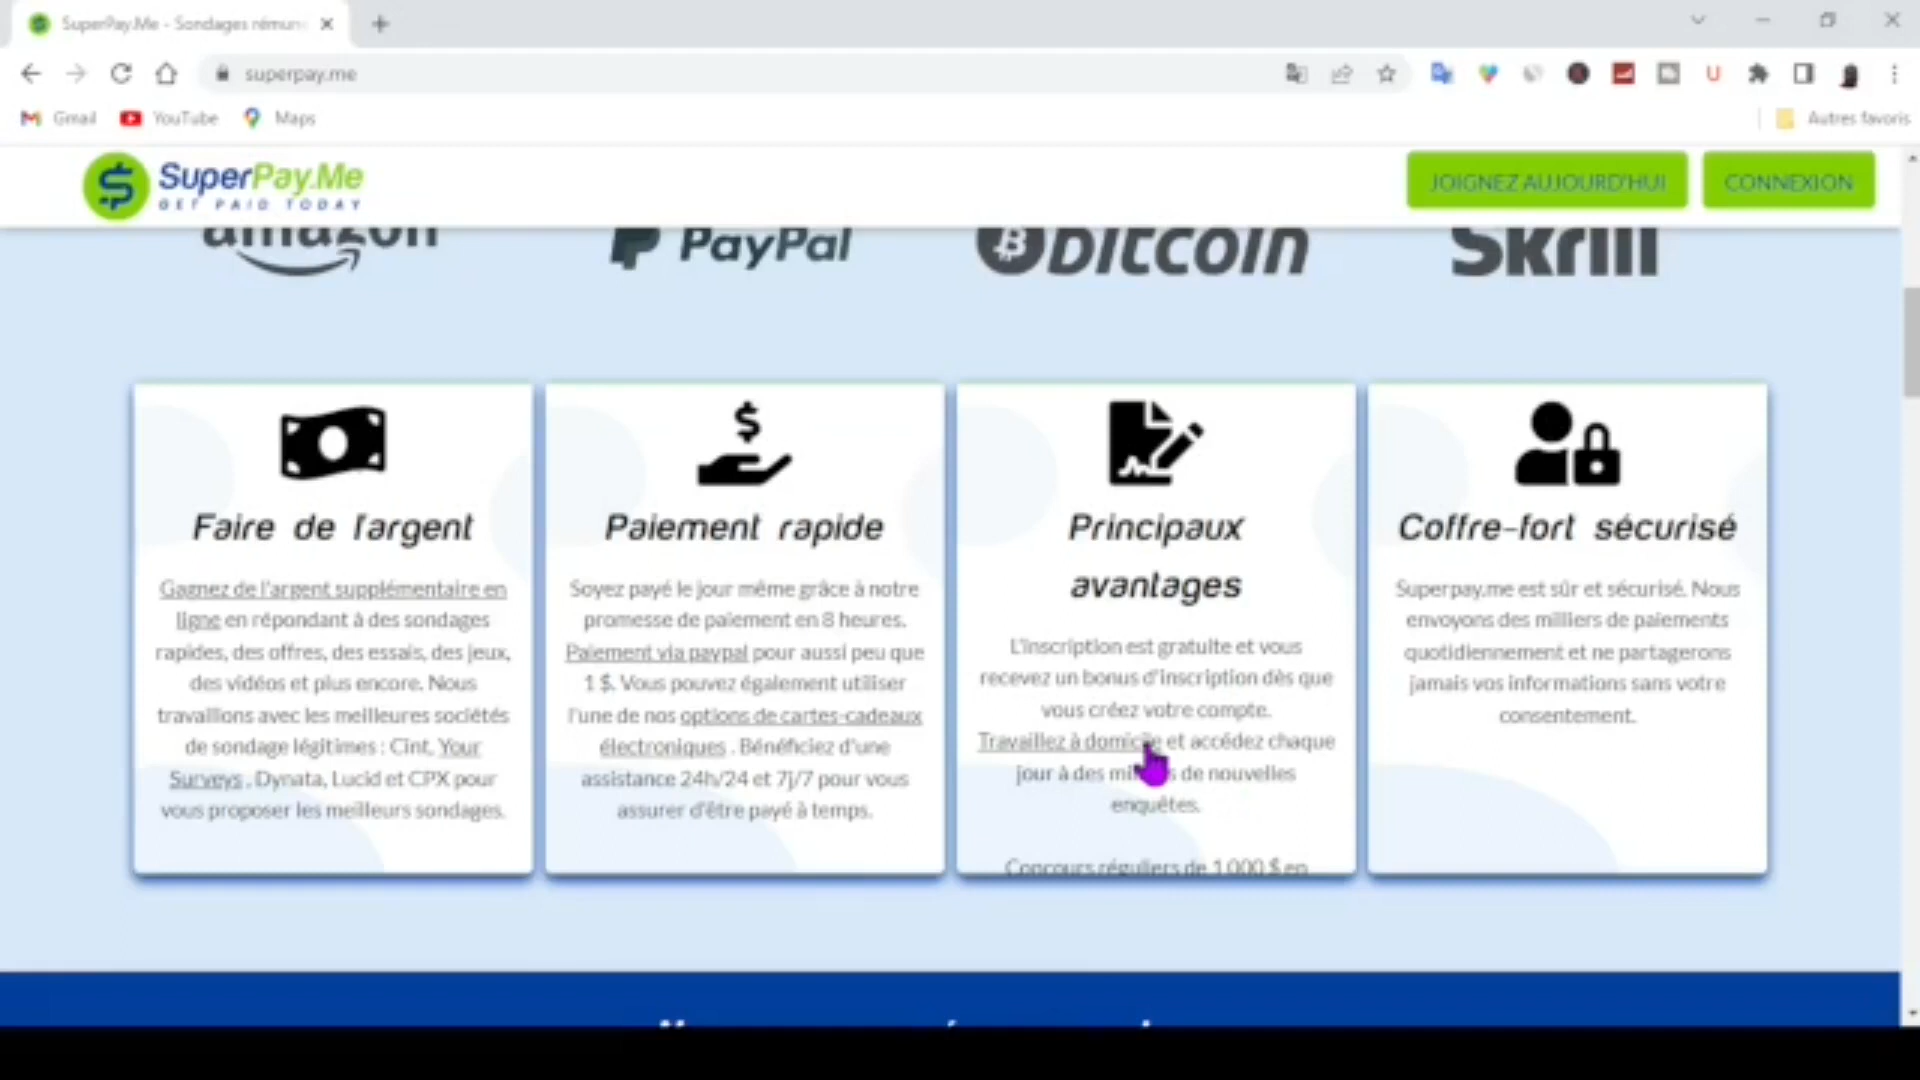 SuperPay.Me - Sondages rémun
superpay.me
Gmail YouTube Maps Autres favoris
SuperPay.Me
GET PAID TODAY
JOIGNEZ AUJOURD'HUI CONNEXION
amazon PayPal bitcoin Skrill
Faire de l'argent
Gagnez de l'argent supplémentaire en
ligne en répondant à des sondages
rapides, des offres, des essais, des jeux,
des vidéos et plus encore. Nous
travaillons avec les meilleures sociétés
de sondage légitimes : Cint, Your
Surveys , Dynata, Lucid et CPX pour
vous proposer les meilleurs sondages.
Paiement rapide
Soyez payé le jour même grâce à notre
promesse de paiement en 8 heures.
Paiement via paypal pour aussi peu que
1 $. Vous pouvez également utiliser
l'une de nos options de cartes-cadeaux
électroniques . Bénéficiez d'une
assistance 24h/24 et 7j/7 pour vous
assurer d'être payé à temps.
Principaux
avantages
L'inscription est gratuite et vous
recevez un bonus d'inscription dès que
vous créez votre compte.
Travaillez à domicile et accédez chaque
jour à des de nouvelles
enquêtes.
Concours réguliers de 1 000 $ en
Coffre-fort sécurisé
Superpay.me est sûr et sécurisé. Nous
envoyons des milliers de paiements
quotidiennement et ne partagerons
jamais vos informations sans votre
consentement.